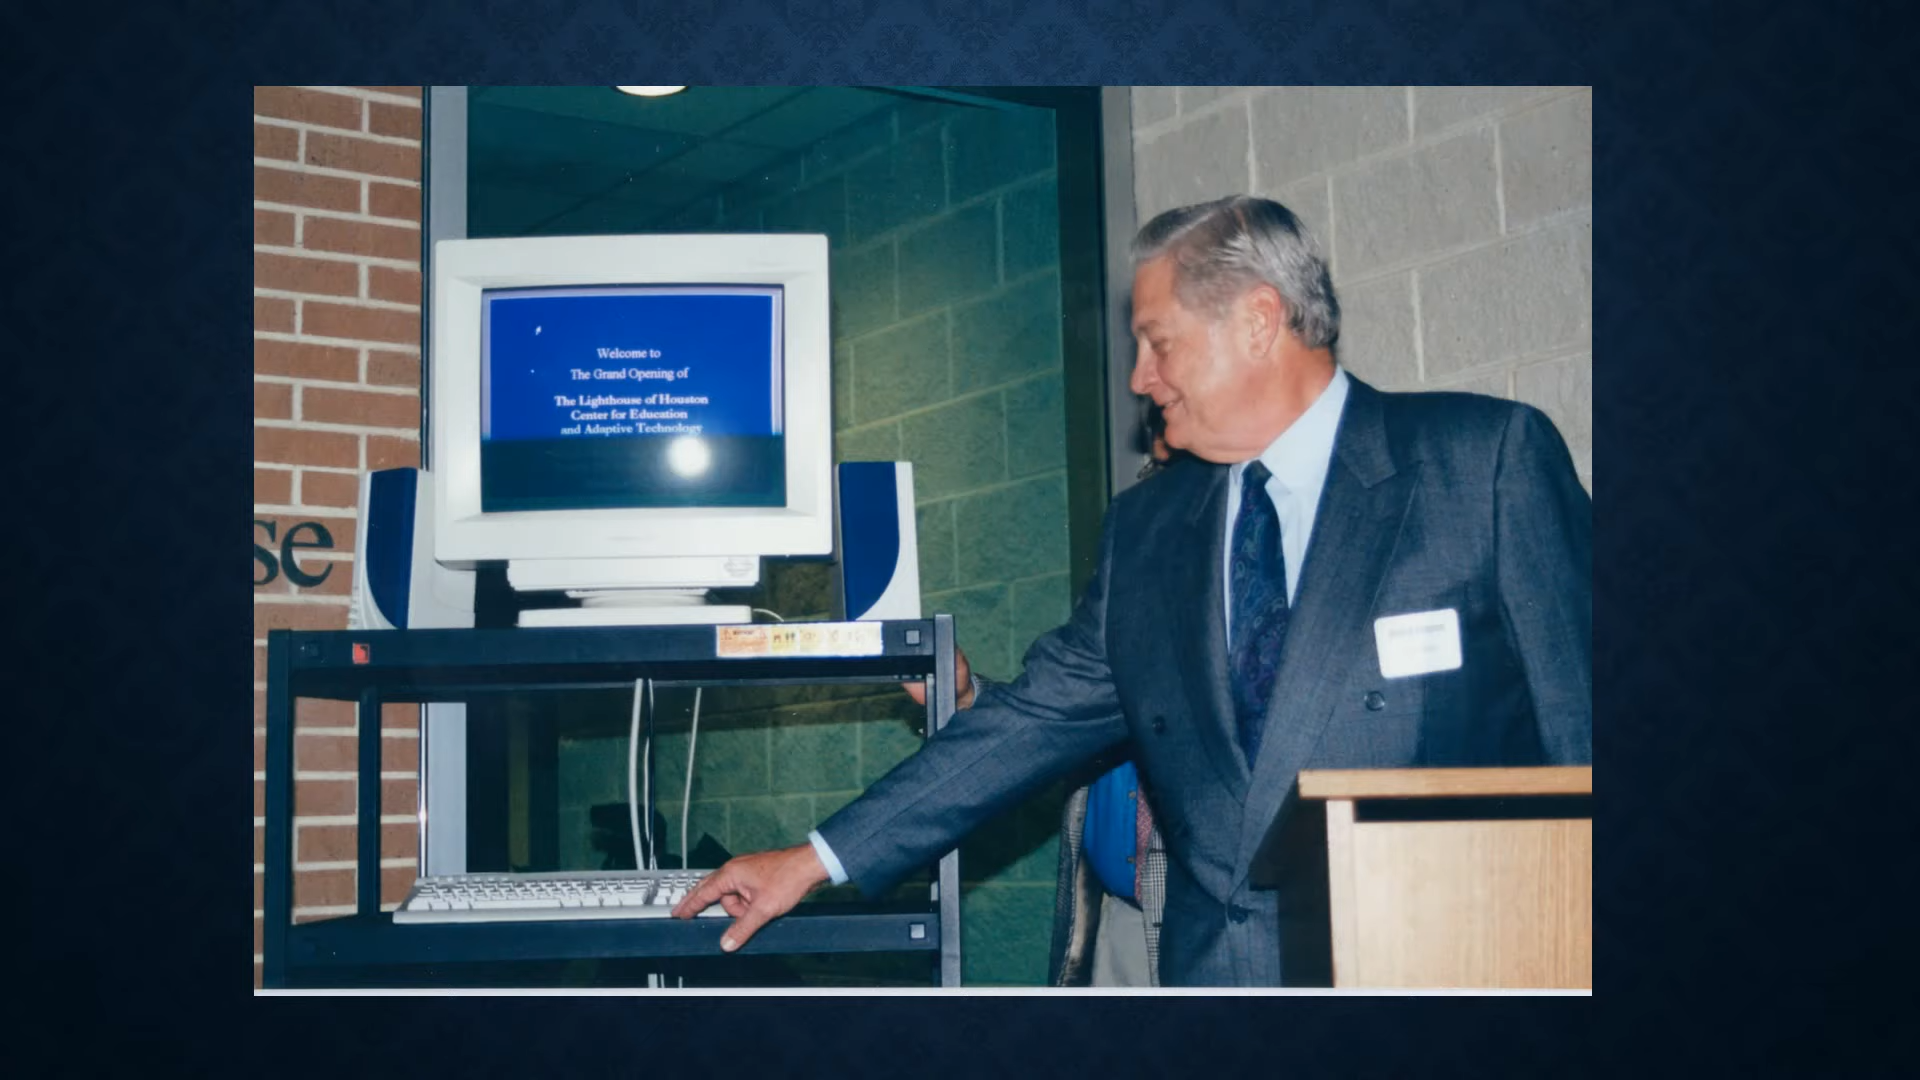 Welcome to
The Grand Opening of
The Lighthouse of Houston
Center for Education
and Adaptive Technology
se